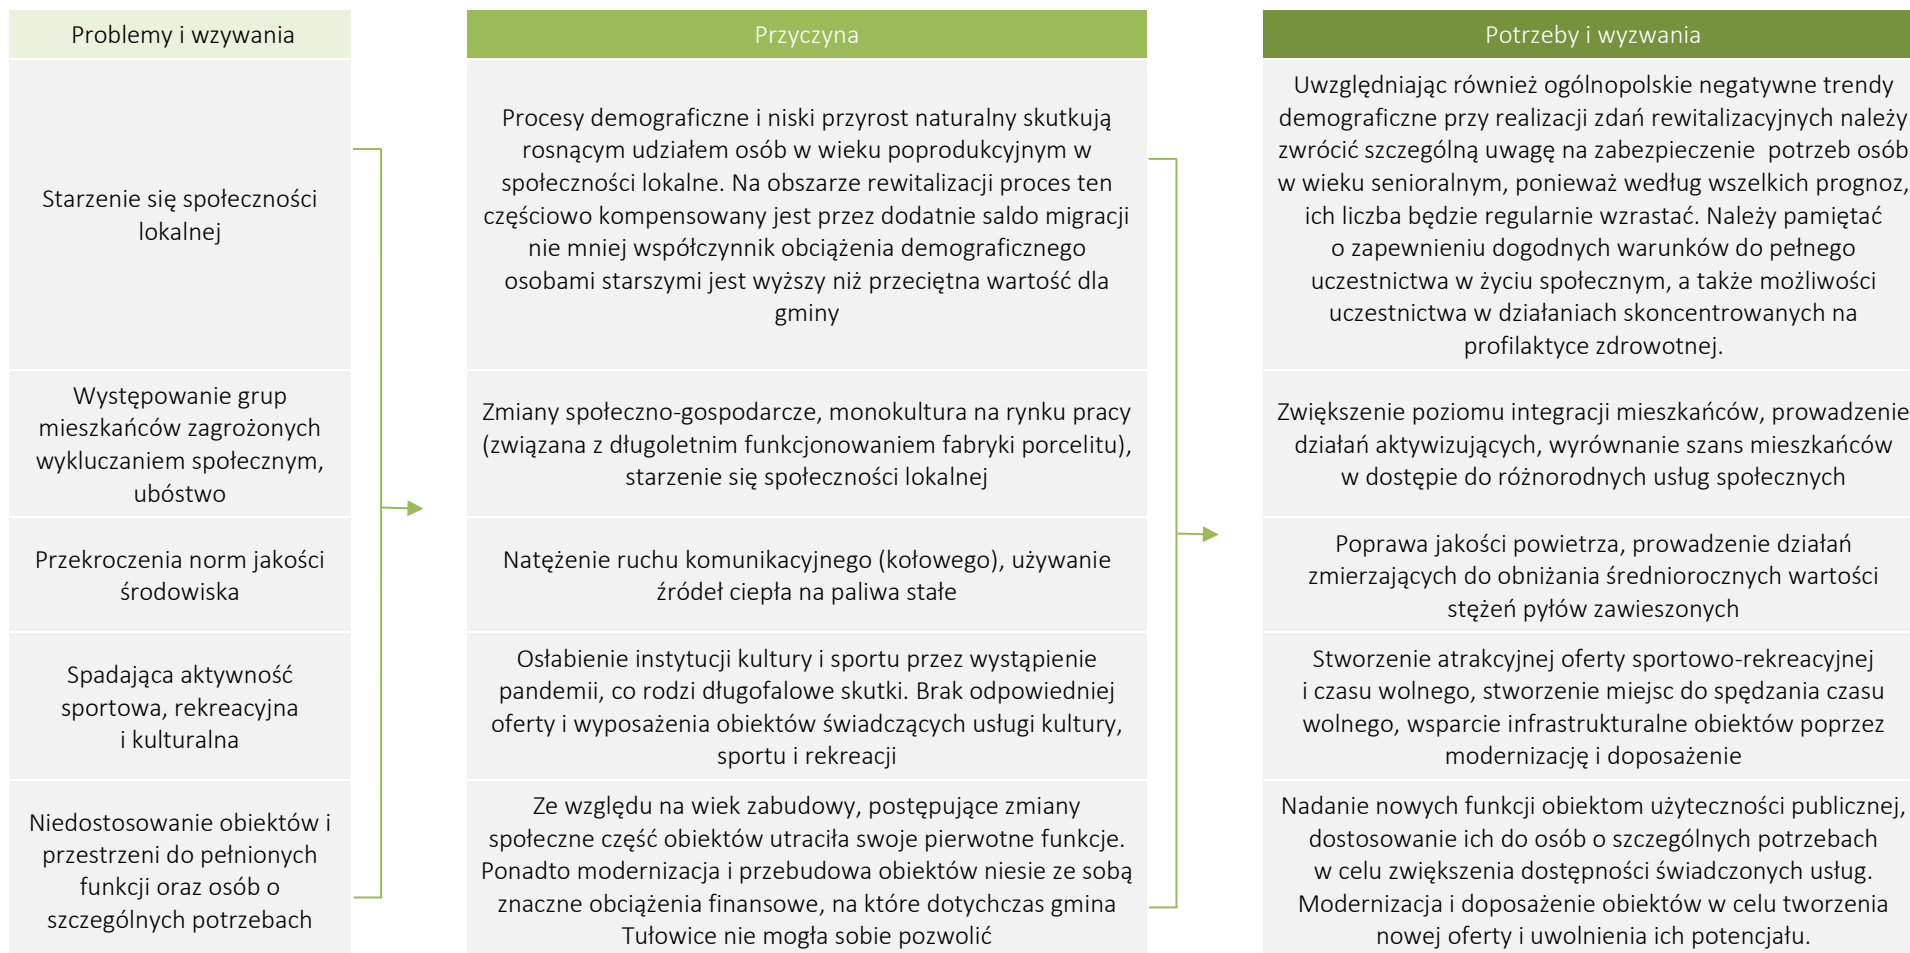 Problemy i wzywania
Przyczyna
Potrzeby i wyzwania
Starzenie się społeczności
lokalnej
Procesy demograficzne i niski przyrost naturalny skutkują
rosnącym udziałem osób w wieku poprodukcyjnym w
społeczności lokalne. Na obszarze rewitalizacji proces ten
częściowo kompensowany jest przez dodatnie saldo migracji
nie mniej współczynnik obciążenia demograficznego
osobami starszymi jest wyższy niż przeciętna wartość dla
gminy
Uwzględniając również ogólnopolskie negatywne trendy
demograficzne przy realizacji zdań rewitalizacyjnych należy
zwrócić szczególną uwagę na zabezpieczenie potrzeb osób
w wieku senioralnym, ponieważ według wszelkich prognoz,
ich liczba będzie regularnie wzrastać. Należy pamiętać
o zapewnieniu dogodnych warunków do pełnego
uczestnictwa w życiu społecznym, a także możliwości
uczestnictwa w działaniach skoncentrowanych na
profilaktyce zdrowotnej.
Występowanie grup
mieszkańców zagrożonych
wykluczaniem społecznym,
ubóstwo
Zmiany społeczno-gospodarcze, monokultura na rynku pracy
(związana z długoletnim funkcjonowaniem fabryki porcelitu),
starzenie się społeczności lokalnej
Zwiększenie poziomu integracji mieszkańców, prowadzenie
działań aktywizujących, wyrównanie szans mieszkańców
w dostępie do różnorodnych usług społecznych
Przekroczenia norm jakości
środowiska
Natężenie ruchu komunikacyjnego (kołowego), używanie
źródeł ciepła na paliwa stałe
Poprawa jakości powietrza, prowadzenie działań
zmierzających do obniżania średniorocznych wartości
stężeń pyłów zawieszonych
Spadająca aktywność
sportowa, rekreacyjna
i kulturalna
Osłabienie instytucji kultury i sportu przez wystąpienie
pandemii, co rodzi długofalowe skutki. Brak odpowiedniej
oferty i wyposażenia obiektów świadczących usługi kultury,
sportu i rekreacji
Stworzenie atrakcyjnej oferty sportowo-rekreacyjnej
i czasu wolnego, stworzenie miejsc do spędzania czasu
wolnego, wsparcie infrastrukturalne obiektów poprzez
modernizację i doposażenie
Niedostosowanie obiektów i
przestrzeni do pełnionych
funkcji oraz osób o
szczególnych potrzebach
Ze względu na wiek zabudowy, postępujące zmiany
społeczne część obiektów utraciła swoje pierwotne funkcje.
Ponadto modernizacja i przebudowa obiektów niesie ze sobą
znaczne obciążenia finansowe, na które dotychczas gmina
Tułowice nie mogła sobie pozwolić
Nadanie nowych funkcji obiektom użyteczności publicznej,
dostosowanie ich do osób o szczególnych potrzebach
w celu zwiększenia dostępności świadczonych usług.
Modernizacja i doposażenie obiektów w celu tworzenia
nowej oferty i uwolnienia ich potencjału.